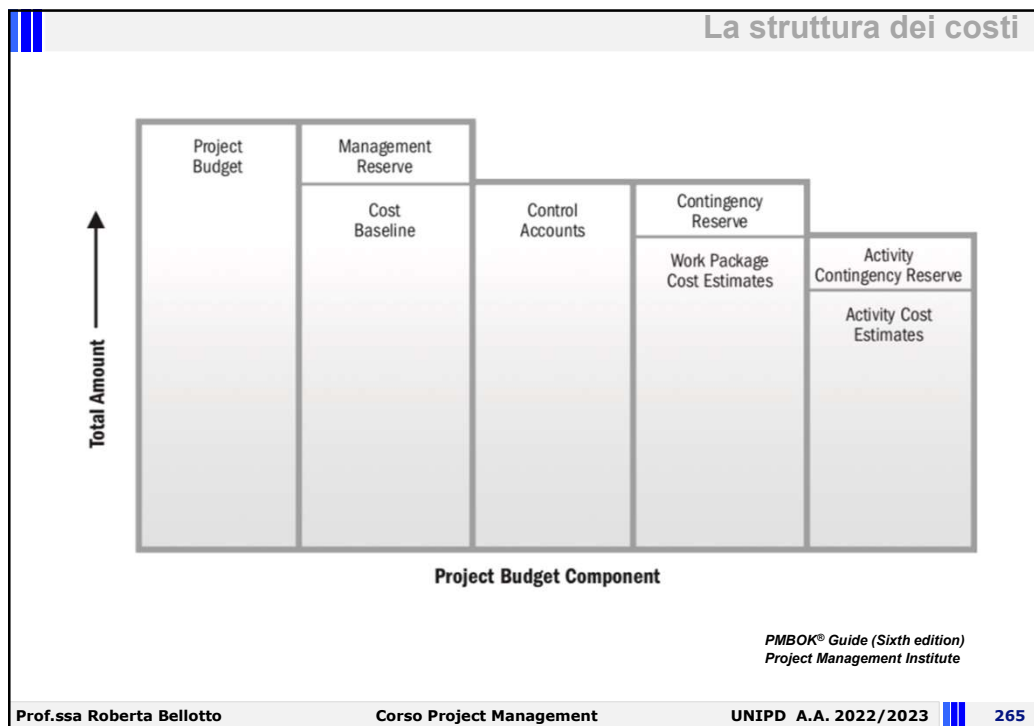 La struttura dei costi
Project
Budget
Management
Reserve
Cost
Baseline
Control
Accounts
Contingency
Reserve
Work Package
Cost Estimates
Activity
Contingency Reserve
Activity Cost
Estimates
Total Amount
Project Budget Component
PMBOK® Guide (Sixth edition)
Project Management Institute
Prof.ssa Roberta Bellotto Corso Project Management UNIPD A.A. 2022/2023 265